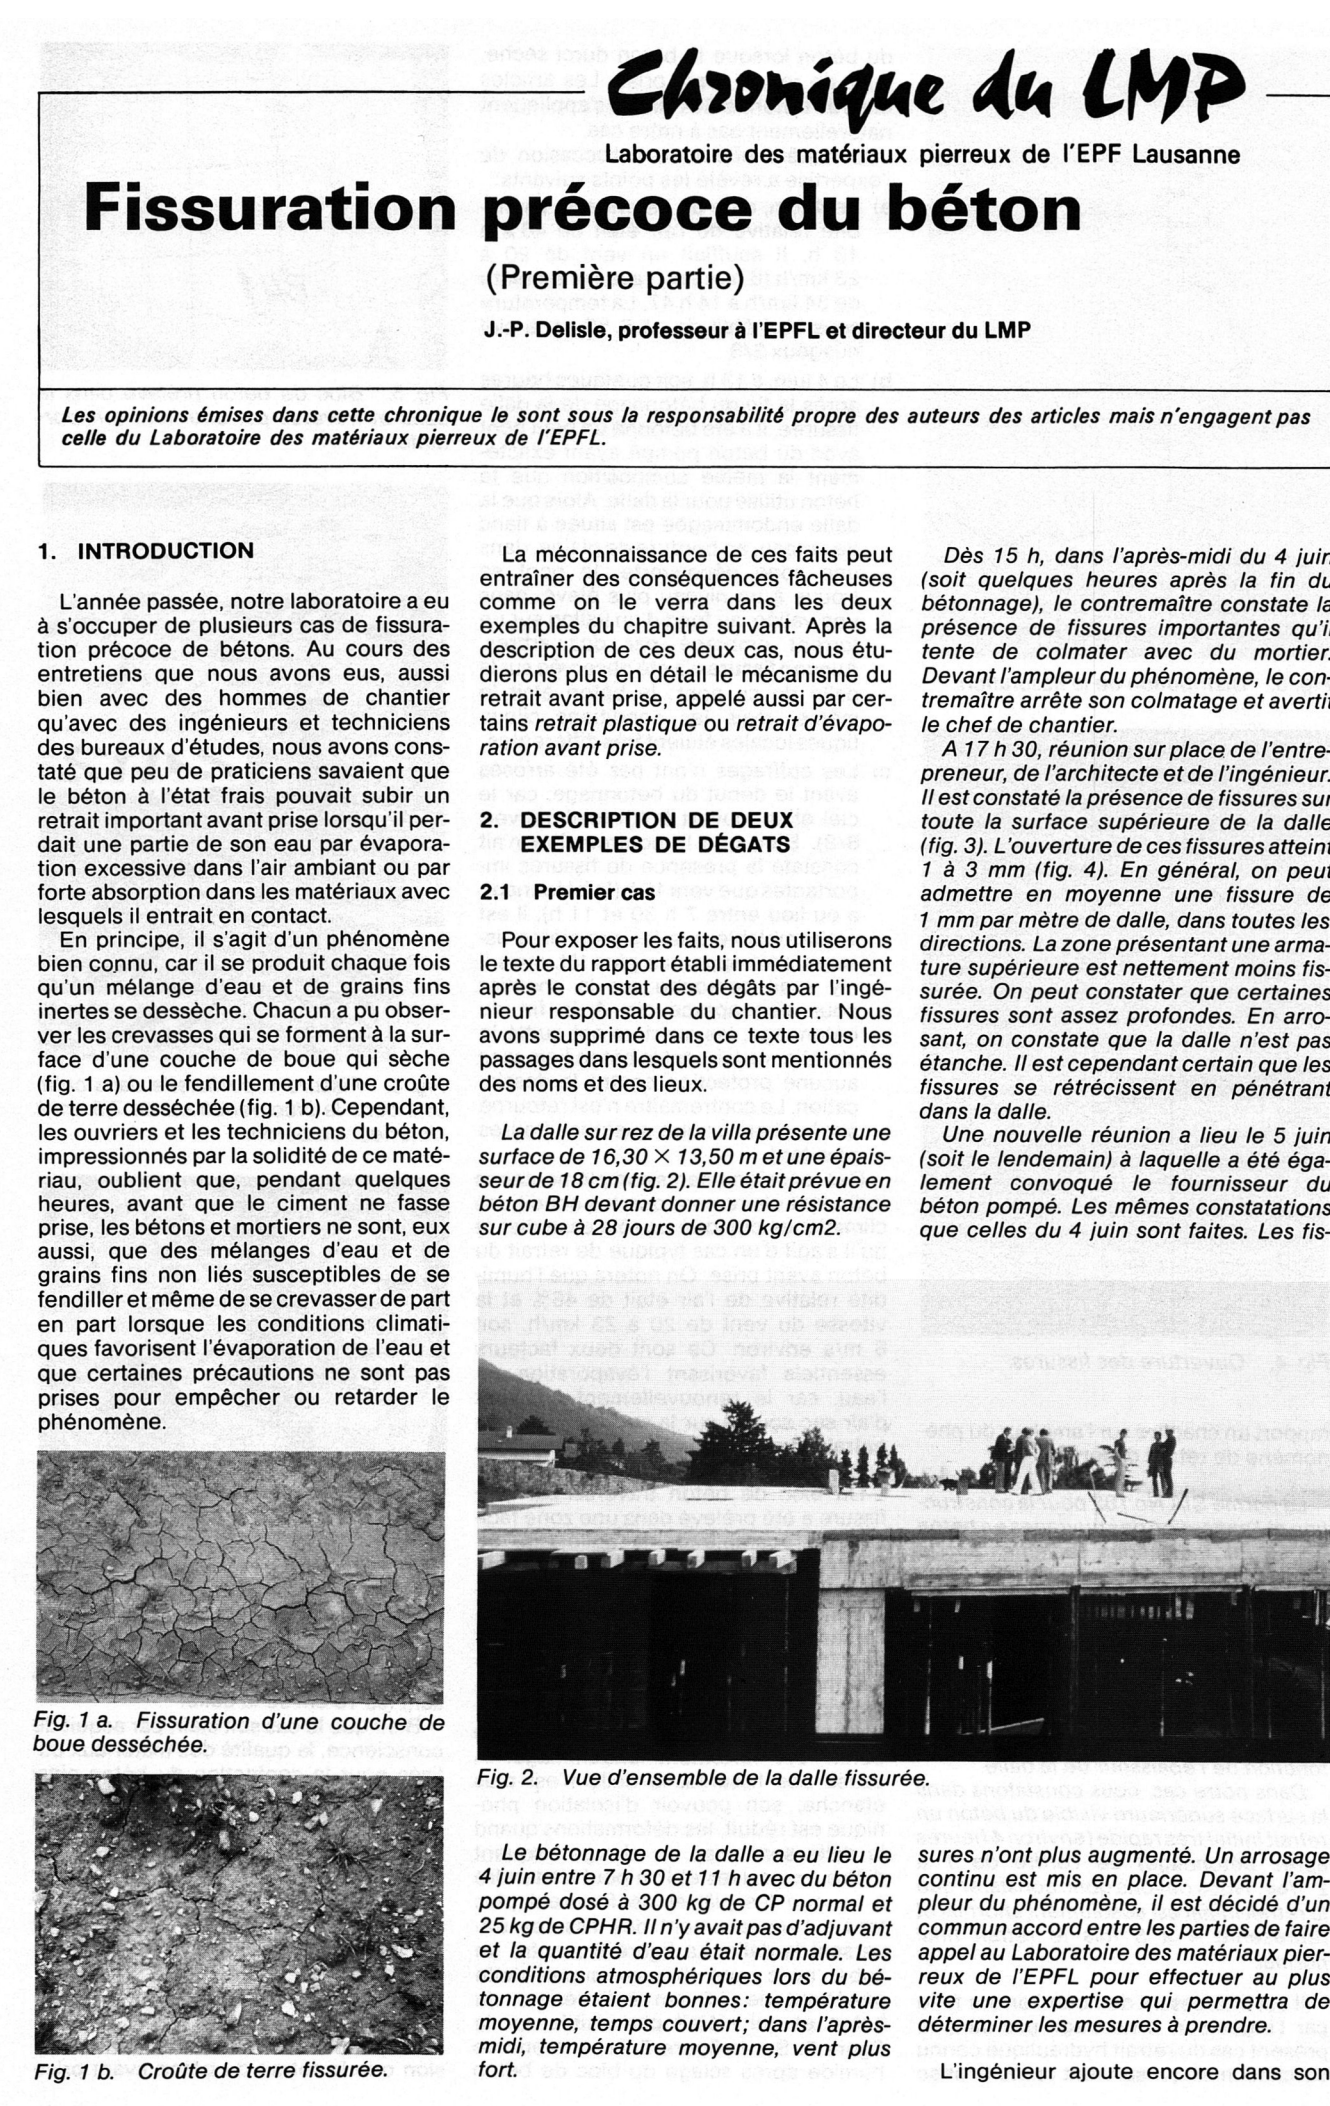 Chronique du LMP
Laboratoire des matériaux pierreux de l'EPF Lausanne
Fissuration précoce du béton
(Première partie)
J.-P. Delisle, professeur à l'EPFL et directeur du LMP
Les opinions émises dans cette chronique le sont sous la responsabilité propre des auteurs des articles mais n'engagent pas
celle du Laboratoire des matériaux pierreux de l'EPFL.
1. INTRODUCTION
L'année passée, notre laboratoire a eu
à s'occuper de plusieurs cas de fissura-
tion précoce de bétons. Au cours des
entretiens que nous avons eus, aussi
bien avec des hommes de chantier
qu'avec des ingénieurs et techniciens
des bureaux d'études, nous avons cons-
taté que peu de praticiens savaient que
le béton à l'état frais pouvait subir un
retrait important avant prise lorsqu'il per-
dait une partie de son eau par évapora-
tion excessive dans l'air ambiant ou par
forte absorption dans les matériaux avec
lesquels il entrait en contact.
En principe, il s'agit d'un phénomène
bien connu, car il se produit chaque fois
qu'un mélange d'eau et de grains fins
inertes se dessèche. Chacun a pu obser-
ver les crevasses qui se forment à la sur-
face d'une couche de boue qui sèche
(fig. 1 a) ou le fendillement d'une croûte
de terre desséchée (fig. 1 b). Cependant,
les ouvriers et les techniciens du béton,
impressionnés par la solidité de ce maté-
riau, oublient que, pendant quelques
heures, avant que le ciment ne fasse
prise, les bétons et mortiers ne sont, eux
aussi, que des mélanges d'eau et de
grains fins non liés susceptibles de se
fendiller et même de se crevasser de part
en part lorsque les conditions climati-
ques favorisent l'évaporation de l'eau et
que certaines précautions ne sont pas
prises pour empêcher ou retarder le
phénomène.
Fig. 1 a. Fissuration d'une couche de
boue desséchée.
Fig. 1 b. Croûte de terre fissurée.
La méconnaissance de ces faits peut
entraîner des conséquences fâcheuses
comme on le verra dans les deux
exemples du chapitre suivant. Après la
description de ces deux cas, nous étu-
dierons plus en détail le mécanisme du
retrait avant prise, appelé aussi par cer-
tains retrait plastique ou retrait d'évapo-
ration avant prise.
2. DESCRIPTION DE DEUX
EXEMPLES DE DÉGATS
2.1 Premier cas
Pour exposer les faits, nous utiliserons
le texte du rapport établi immédiatement
après le constat des dégâts par l'ingé-
nieur responsable du chantier. Nous
avons supprimé dans ce texte tous les
passages dans lesquels sont mentionnés
des noms et des lieux.
La dalle sur rez de la villa présente une
surface de 16,30 × 13,50 m et une épais-
seur de 18 cm (fig. 2). Elle était prévue en
béton BH devant donner une résistance
sur cube à 28 jours de 300 kg/cm2.
Fig. 2. Vue d'ensemble de la dalle fissurée.
Le bétonnage de la dalle a eu lieu le
4 juin entre 7 h 30 et 11 h avec du béton
pompé dosé à 300 kg de CP normal et
25 kg de CPHR. Il n'y avait pas d'adjuvant
et la quantité d'eau était normale. Les
conditions atmosphériques lors du bé-
tonnage étaient bonnes: température
moyenne, temps couvert; dans l'après-
midi, température moyenne, vent plus
fort.
Dès 15 h, dans l'après-midi du 4 juin
(soit quelques heures après la fin du
bétonnage), le contremaître constate la
présence de fissures importantes qu'il
tente de colmater avec du mortier.
Devant l'ampleur du phénomène, le con-
tremaître arrête son colmatage et avertit
le chef de chantier.
A 17 h 30, réunion sur place de l'entre-
preneur, de l'architecte et de l'ingénieur.
Il est constaté la présence de fissures sur
toute la surface supérieure de la dalle
(fig. 3). L'ouverture de ces fissures atteint
1 à 3 mm (fig. 4). En général, on peut
admettre en moyenne une fissure de
1 mm par mètre de dalle, dans toutes les
directions. La zone présentant une arma-
ture supérieure est nettement moins fis-
surée. On peut constater que certaines
fissures sont assez profondes. En arro-
sant, on constate que la dalle n'est pas
étanche. Il est cependant certain que les
fissures se rétrécissent en pénétrant
dans la dalle.
Une nouvelle réunion a lieu le 5 juin
(soit le lendemain) à laquelle a été éga-
lement convoqué le fournisseur du
béton pompé. Les mêmes constatations
que celles du 4 juin sont faites. Les fis-
sures n'ont plus augmenté. Un arrosage
continu est mis en place. Devant l'am-
pleur du phénomène, il est décidé d'un
commun accord entre les parties de faire
appel au Laboratoire des matériaux pier-
reux de l'EPFL pour effectuer au plus
vite une expertise qui permettra de
déterminer les mesures à prendre.
L'ingénieur ajoute encore dans son